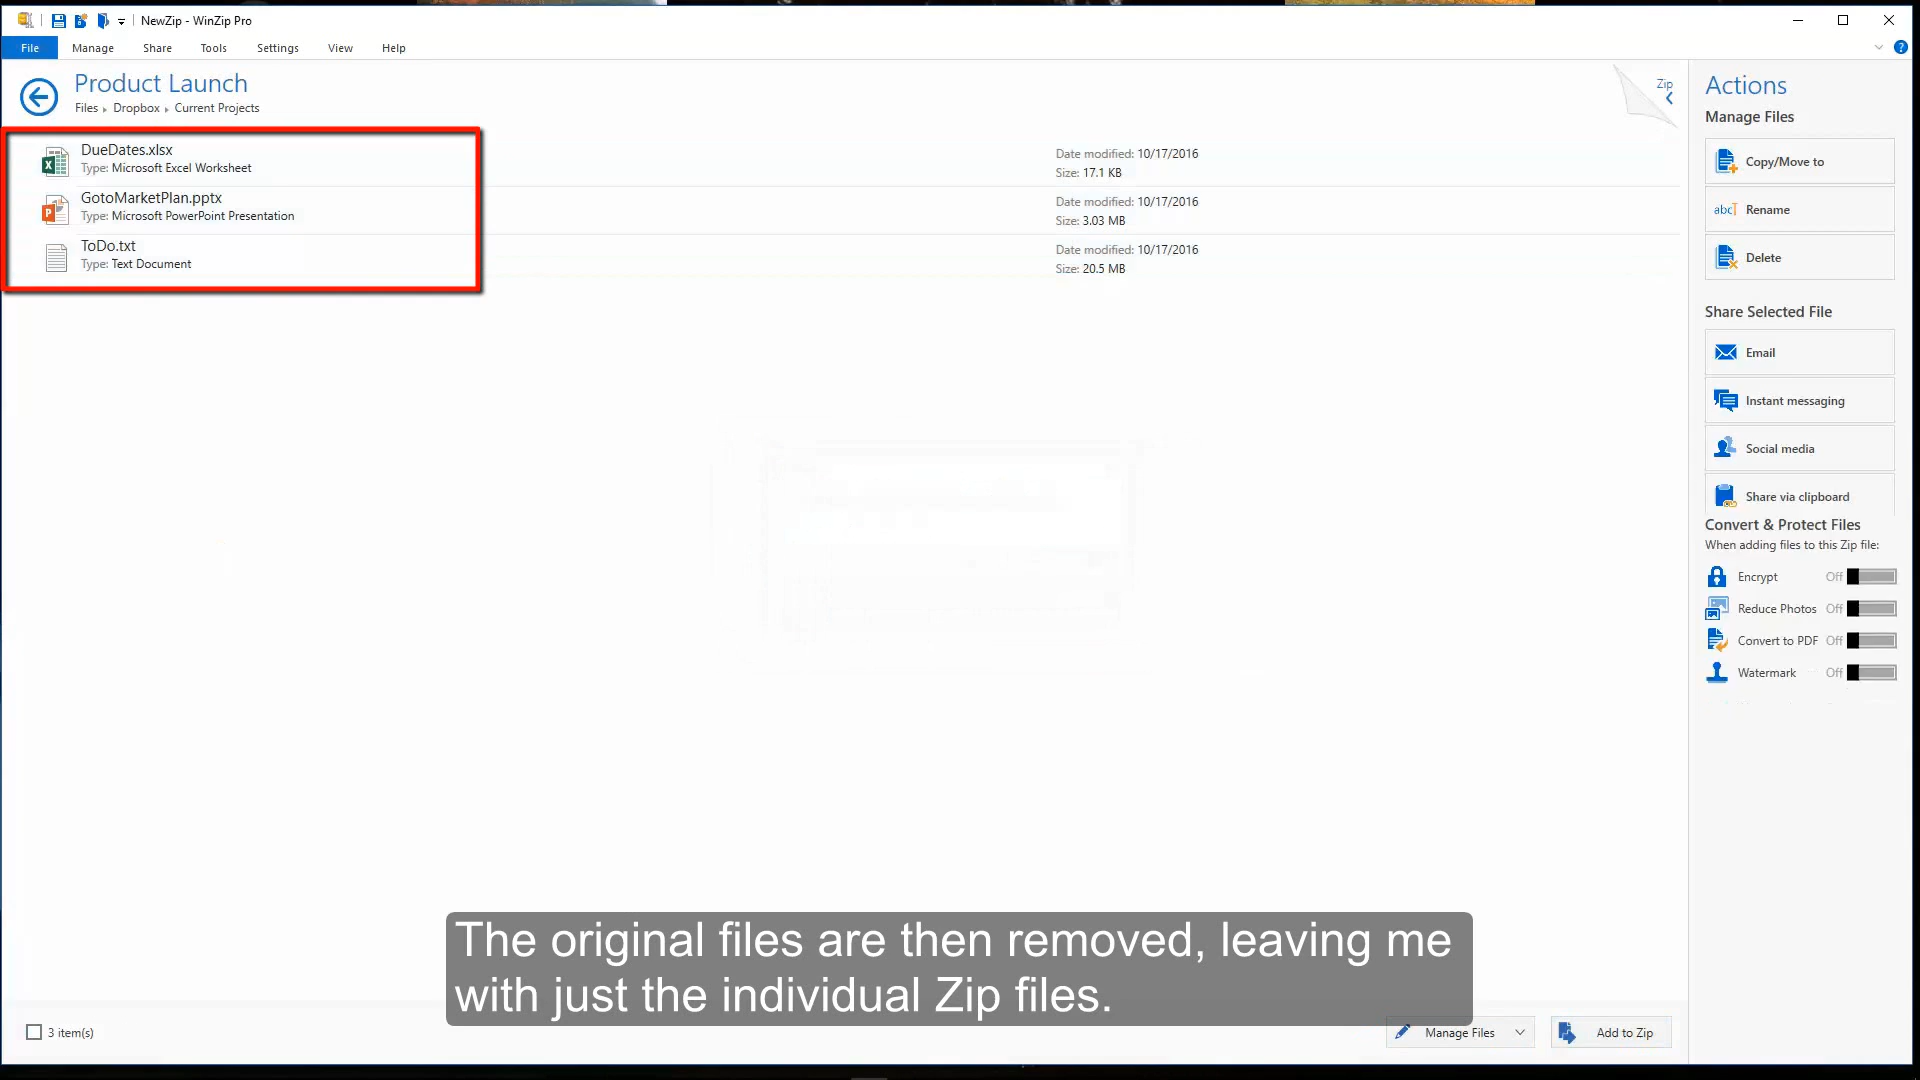 NewZip - WinZip Pro
File Manage Share Tools Settings View Help
?
Product Launch
Files ▸ Dropbox ▸ Current Projects
Zip
DueDates.xlsx
Type: Microsoft Excel Worksheet
Date modified: 10/17/2016
Size: 17.1 KB
GotoMarketPlan.pptx
Type: Microsoft PowerPoint Presentation
Date modified: 10/17/2016
Size: 3.03 MB
ToDo.txt
Type: Text Document
Date modified: 10/17/2016
Size: 20.5 MB
Actions
Manage Files
Copy/Move to
Rename
Delete
Share Selected File
Email
Instant messaging
Social media
Share via clipboard
Convert & Protect Files
When adding files to this Zip file:
Encrypt Off
Reduce Photos Off
Convert to PDF Off
Watermark Off
The original files are then removed, leaving me
with just the individual Zip files.
3 item(s)
Manage Files
Add to Zip